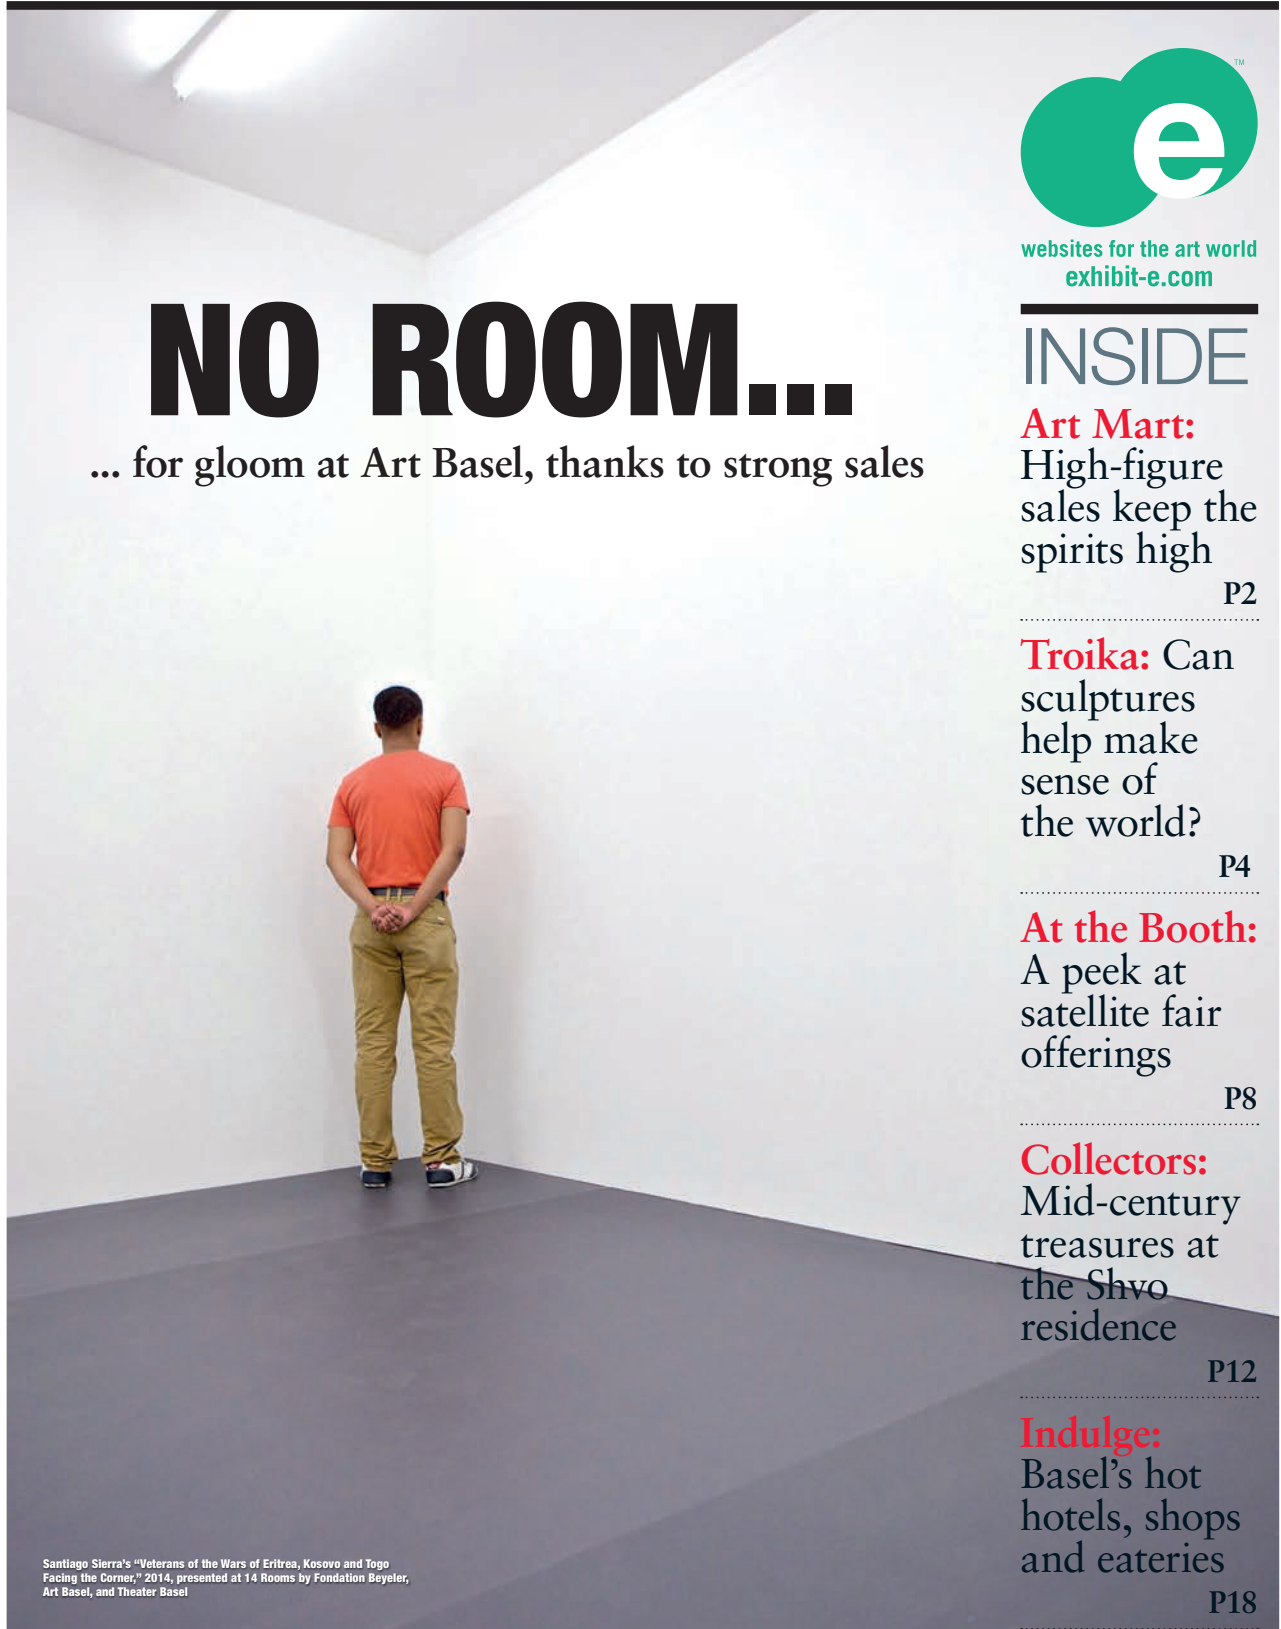 NO ROOM...
... for gloom at Art Basel, thanks to strong sales
e
TM
websites for the art world
exhibit-e.com
INSIDE
Art Mart:
High-figure
sales keep the
spirits high
P2
Troika: Can
sculptures
help make
sense of
the world?
P4
At the Booth:
A peek at
satellite fair
offerings
P8
Collectors:
Mid-century
treasures at
the Shvo
residence
P12
Indulge:
Basel’s hot
hotels, shops
and eateries
P18
Santiago Sierra’s “Veterans of the Wars of Eritrea, Kosovo and Togo
Facing the Corner,” 2014, presented at 14 Rooms by Fondation Beyeler,
Art Basel, and Theater Basel